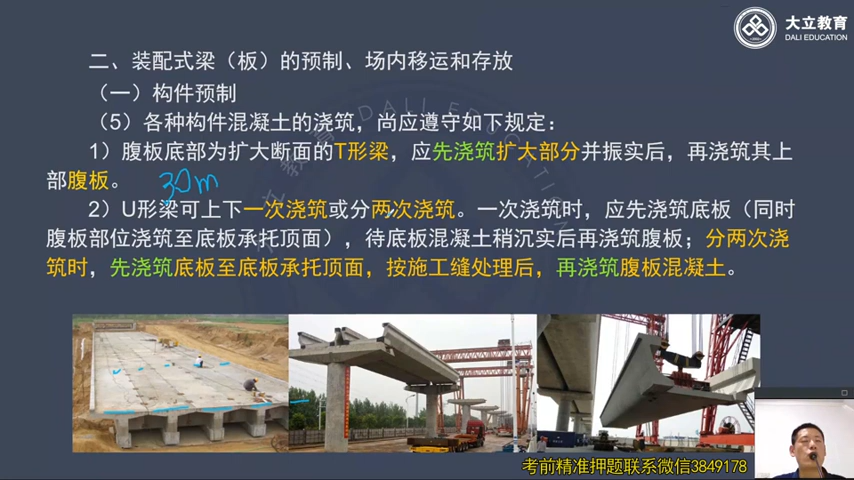 大立教育
DALI EDUCATION
二、装配式梁（板）的预制、场内移运和存放
（一）构件预制
（5）各种构件混凝土的浇筑，尚应遵守如下规定：
1）腹板底部为扩大断面的T形梁，应先浇筑扩大部分并振实后，再浇筑其上
部腹板。 30m
2）U形梁可上下一次浇筑或分两次浇筑。一次浇筑时，应先浇筑底板（同时
腹板部位浇筑至底板承托顶面），待底板混凝土稍沉实后再浇筑腹板；分两次浇
筑时，先浇筑底板至底板承托顶面，按施工缝处理后，再浇筑腹板混凝土。
考前精准押题联系微信3849178